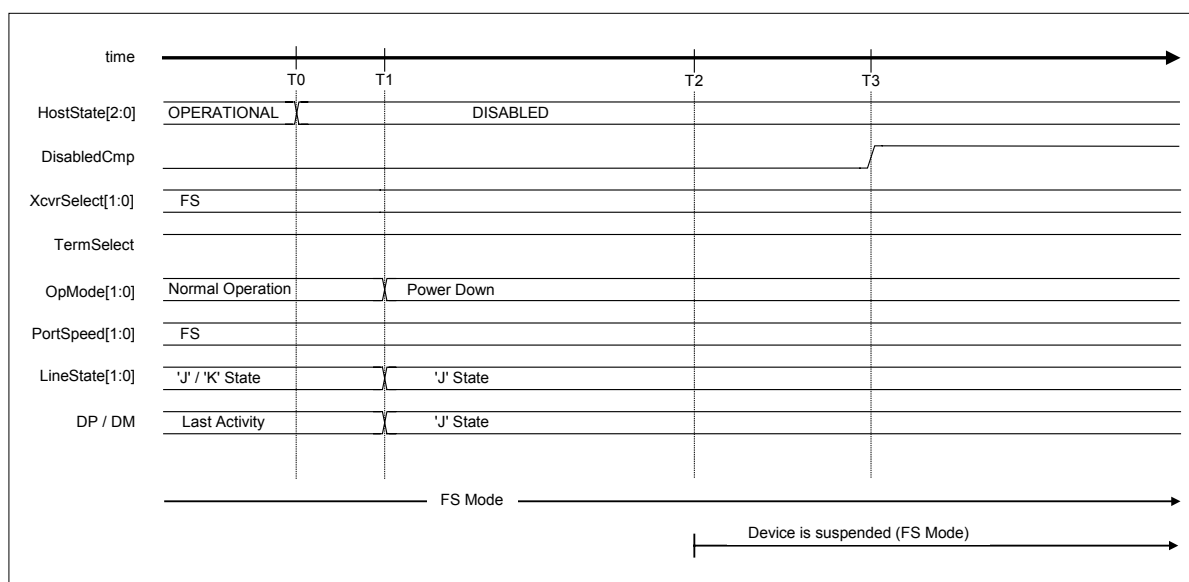 time
T0 T1 T2 T3
HostState[2:0] OPERATIONAL DISABLED
DisabledCmp
XcvrSelect[1:0] FS
TermSelect
OpMode[1:0] Normal Operation Power Down
PortSpeed[1:0] FS
LineState[1:0] 'J' / 'K' State 'J' State
DP / DM Last Activity 'J' State
FS Mode
Device is suspended (FS Mode)